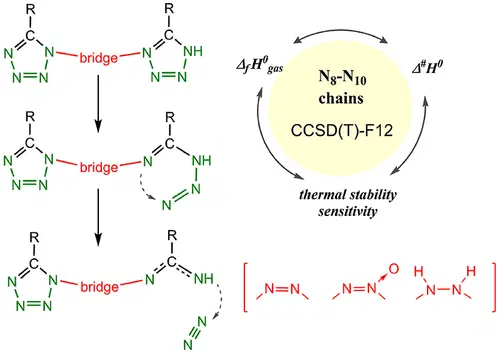 R R
C C
N N bridge N NH
N N N N
R R
C C
N N bridge N NH
N N N N
R R
C C
N N bridge N NH
N N
N
N
ΔfH⁰gas Δ#H⁰
N8-N10
chains
CCSD(T)-F12
thermal stability
sensitivity
N=N N=N O H H N-N